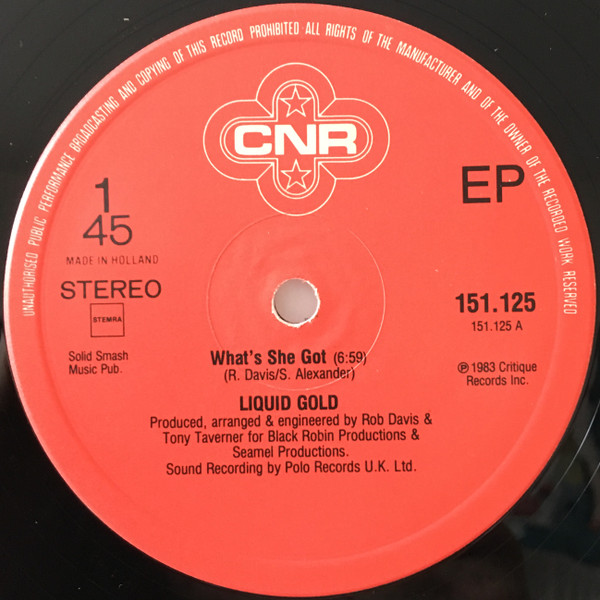 UNAUTHORISED PUBLIC PERFORMANCE BROADCASTING AND COPYING OF THIS RECORD PROHIBITED · ALL RIGHTS OF THE MANUFACTURER AND OF THE OWNER OF THE RECORDED WORK RESERVED
CNR
EP
1
45
MADE IN HOLLAND
STEREO
STEMRA
Solid Smash
Music Pub.
151.125
151.125 A
℗ 1983 Critique
Records Inc.
What's She Got (6:59)
(R. Davis/S. Alexander)
LIQUID GOLD
Produced, arranged & engineered by Rob Davis &
Tony Taverner for Black Robin Productions &
Seamel Productions.
Sound Recording by Polo Records U.K. Ltd.